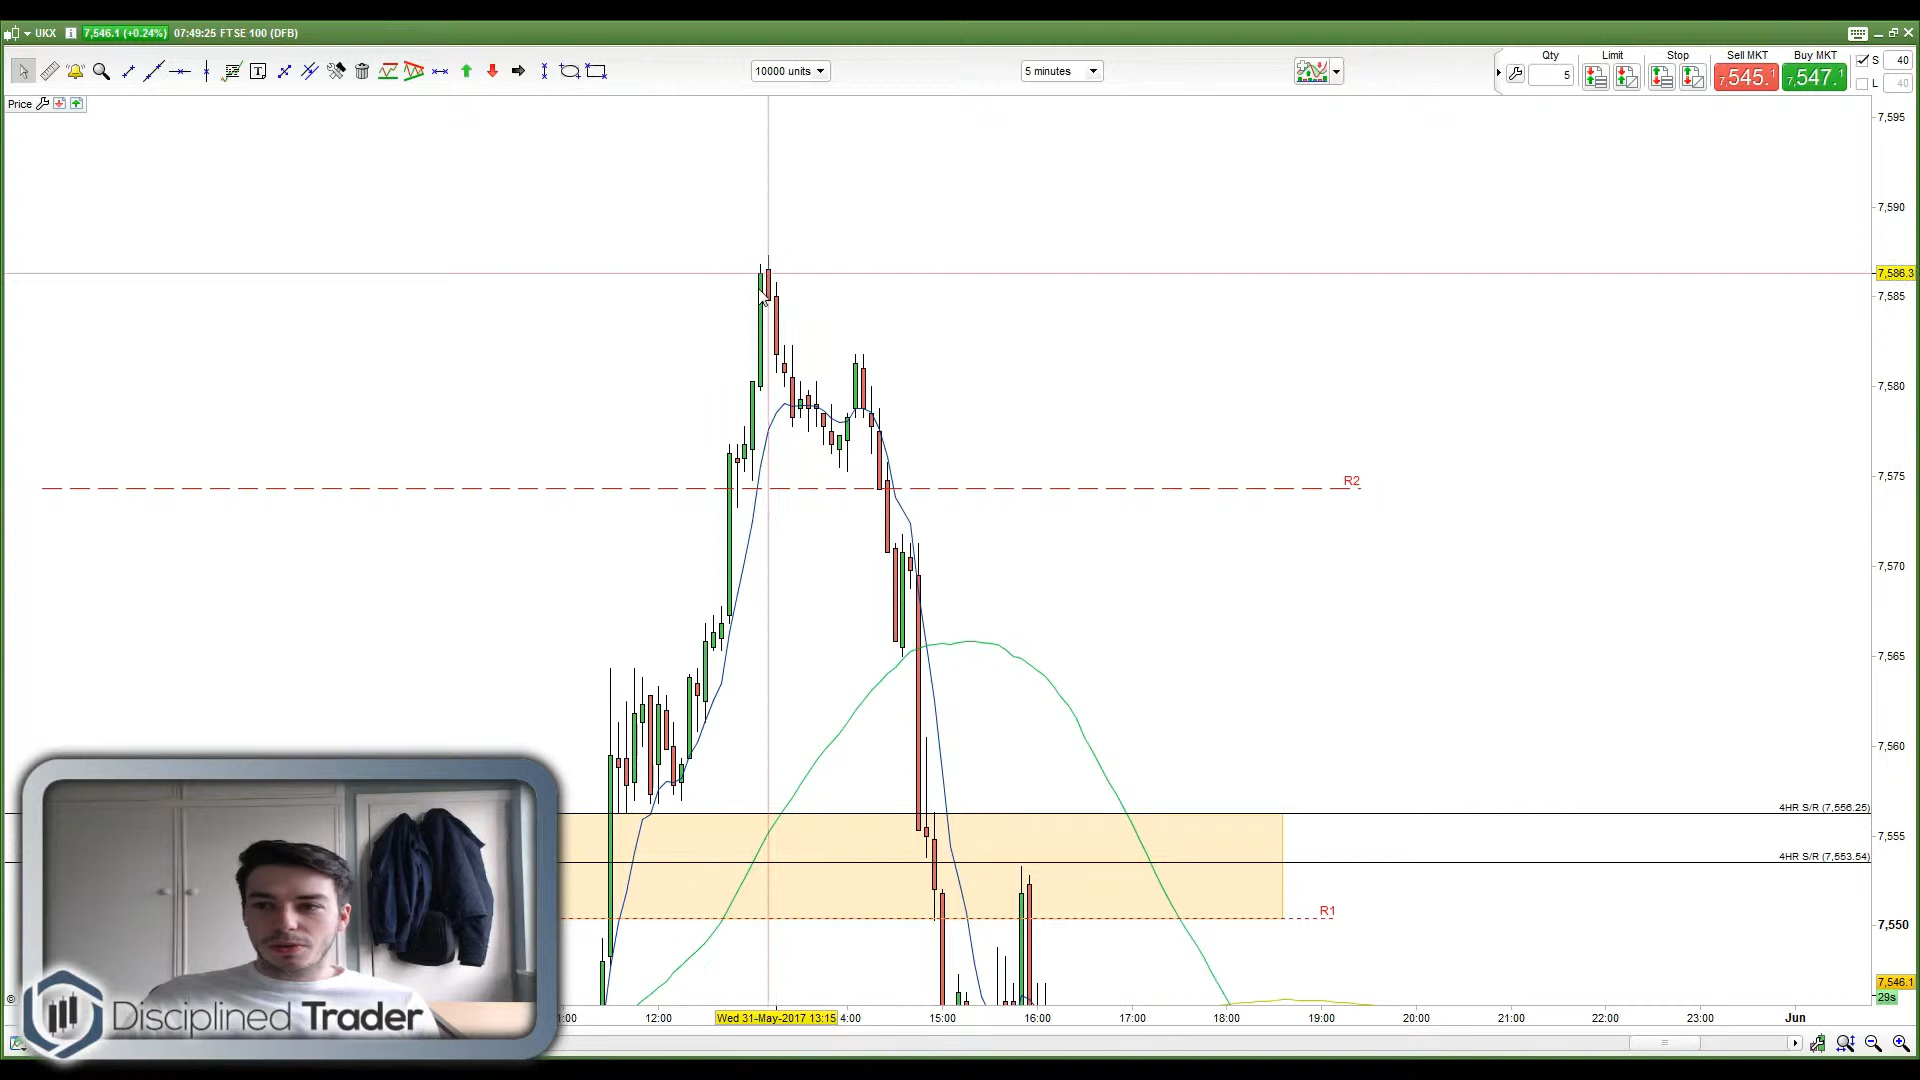 UKX 7,546.1 (+0.24%) 07:49:25 FTSE 100 (DFB)
10000 units 5 minutes
Qty Limit Stop Sell MKT Buy MKT S 40
5 7,545.1 7,547.1 L 40
Price
7,595
7,590
7,586.3
7,585
7,580
R2
7,575
7,570
7,565
7,560
4HR S/R (7,556.25)
7,555
4HR S/R (7,553.54)
R1
7,550
7,546.1
29s
12:00 Wed 31-May-2017 13:15 4:00 15:00 16:00 17:00 18:00 19:00 20:00 21:00 22:00 23:00 Jun
Disciplined Trader